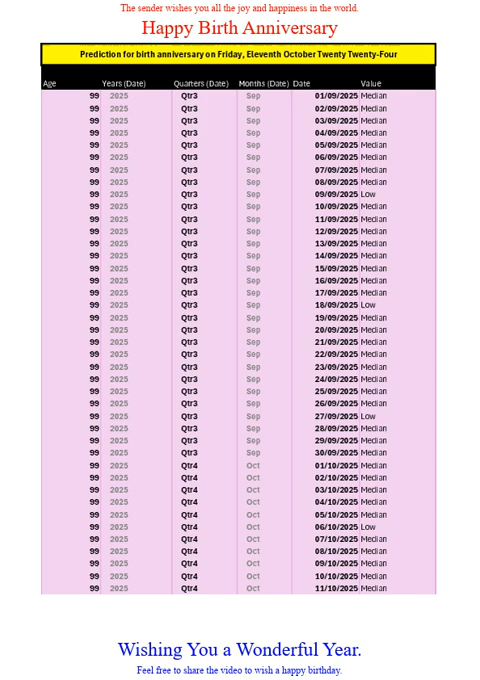 The sender wishes you all the joy and happiness in the world.
Happy Birth Anniversary
Prediction for birth anniversary on Friday, Eleventh October Twenty Twenty-Four
Age Years (Date) Quarters (Date) Months (Date) Date Value
99 2025 Qtr3 Sep 01/09/2025 Median
99 2025 Qtr3 Sep 02/09/2025 Median
99 2025 Qtr3 Sep 03/09/2025 Median
99 2025 Qtr3 Sep 04/09/2025 Median
99 2025 Qtr3 Sep 05/09/2025 Median
99 2025 Qtr3 Sep 06/09/2025 Median
99 2025 Qtr3 Sep 07/09/2025 Median
99 2025 Qtr3 Sep 08/09/2025 Median
99 2025 Qtr3 Sep 09/09/2025 Low
99 2025 Qtr3 Sep 10/09/2025 Median
99 2025 Qtr3 Sep 11/09/2025 Median
99 2025 Qtr3 Sep 12/09/2025 Median
99 2025 Qtr3 Sep 13/09/2025 Median
99 2025 Qtr3 Sep 14/09/2025 Median
99 2025 Qtr3 Sep 15/09/2025 Median
99 2025 Qtr3 Sep 16/09/2025 Median
99 2025 Qtr3 Sep 17/09/2025 Median
99 2025 Qtr3 Sep 18/09/2025 Low
99 2025 Qtr3 Sep 19/09/2025 Median
99 2025 Qtr3 Sep 20/09/2025 Median
99 2025 Qtr3 Sep 21/09/2025 Median
99 2025 Qtr3 Sep 22/09/2025 Median
99 2025 Qtr3 Sep 23/09/2025 Median
99 2025 Qtr3 Sep 24/09/2025 Median
99 2025 Qtr3 Sep 25/09/2025 Median
99 2025 Qtr3 Sep 26/09/2025 Median
99 2025 Qtr3 Sep 27/09/2025 Low
99 2025 Qtr3 Sep 28/09/2025 Median
99 2025 Qtr3 Sep 29/09/2025 Median
99 2025 Qtr3 Sep 30/09/2025 Median
99 2025 Qtr4 Oct 01/10/2025 Median
99 2025 Qtr4 Oct 02/10/2025 Median
99 2025 Qtr4 Oct 03/10/2025 Median
99 2025 Qtr4 Oct 04/10/2025 Median
99 2025 Qtr4 Oct 05/10/2025 Median
99 2025 Qtr4 Oct 06/10/2025 Low
99 2025 Qtr4 Oct 07/10/2025 Median
99 2025 Qtr4 Oct 08/10/2025 Median
99 2025 Qtr4 Oct 09/10/2025 Median
99 2025 Qtr4 Oct 10/10/2025 Median
99 2025 Qtr4 Oct 11/10/2025 Median
Wishing You a Wonderful Year.
Feel free to share the video to wish a happy birthday.